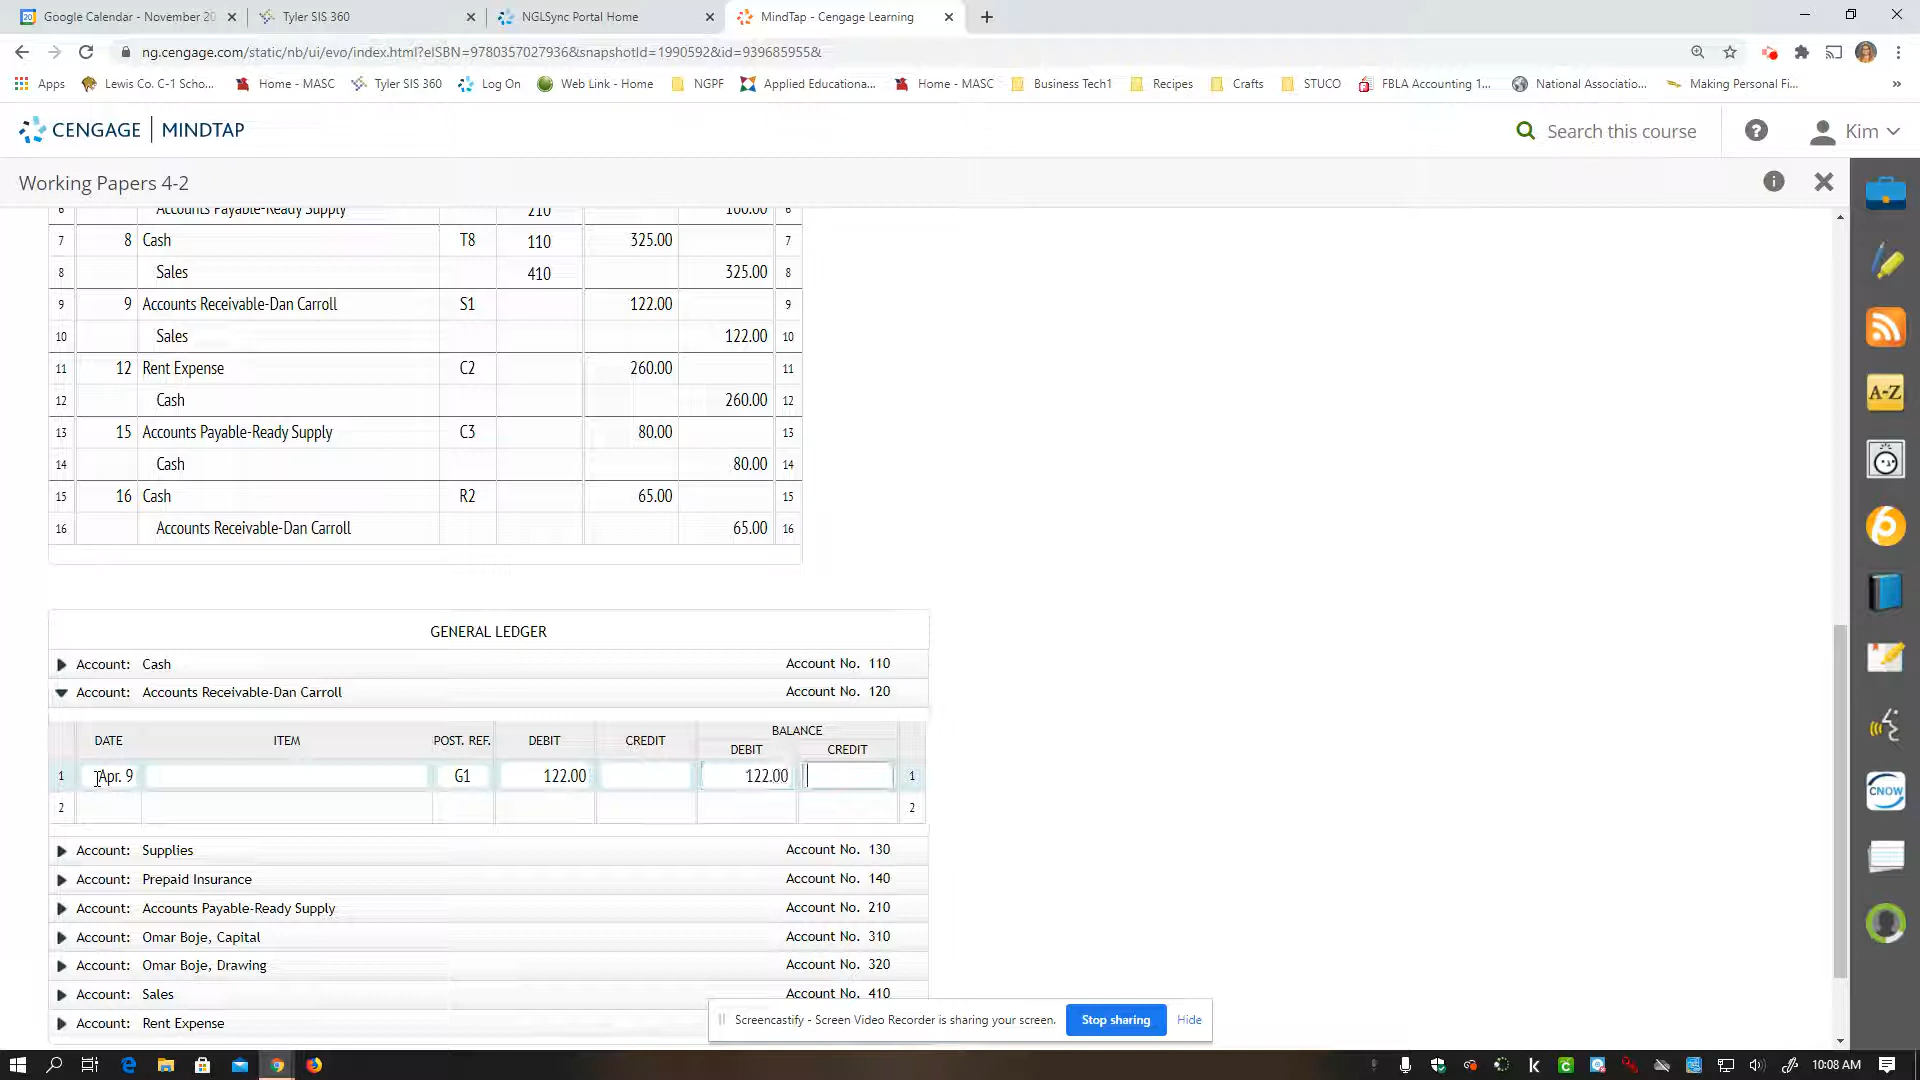 Google Calendar - November 20
Tyler SIS 360
NGLSync Portal Home
MindTap - Cengage Learning
ng.cengage.com/static/nb/ui/evo/index.html?eISBN=9780357027936&snapshotId=1990592&id=939685955&
Apps Lewis Co. C-1 Scho... Home - MASC Tyler SIS 360 Log On Web Link - Home NGPF Applied Educationa... Home - MASC Business Tech1 Recipes Crafts STUCO FBLA Accounting 1... National Associatio... Making Personal Fi... »
CENGAGE | MINDTAP Search this course ? Kim
Working Papers 4-2
6 Accounts Payable-Ready Supply 210 100.00 6
7 8 Cash T8 110 325.00 7
8 Sales 410 325.00 8
9 9 Accounts Receivable-Dan Carroll S1 122.00 9
10 Sales 122.00 10
11 12 Rent Expense C2 260.00 11
12 Cash 260.00 12
13 15 Accounts Payable-Ready Supply C3 80.00 13
14 Cash 80.00 14
15 16 Cash R2 65.00 15
16 Accounts Receivable-Dan Carroll 65.00 16
GENERAL LEDGER
Account: Cash Account No. 110
Account: Accounts Receivable-Dan Carroll Account No. 120
BALANCE
DATE ITEM POST. REF. DEBIT CREDIT DEBIT CREDIT
1 Apr. 9 G1 122.00 122.00 1
2 2
Account: Supplies Account No. 130
Account: Prepaid Insurance Account No. 140
Account: Accounts Payable-Ready Supply Account No. 210
Account: Omar Boje, Capital Account No. 310
Account: Omar Boje, Drawing Account No. 320
Account: Sales Account No. 410
Account: Rent Expense
Screencastify - Screen Video Recorder is sharing your screen. Stop sharing Hide
A-Z
CNOW
10:08 AM